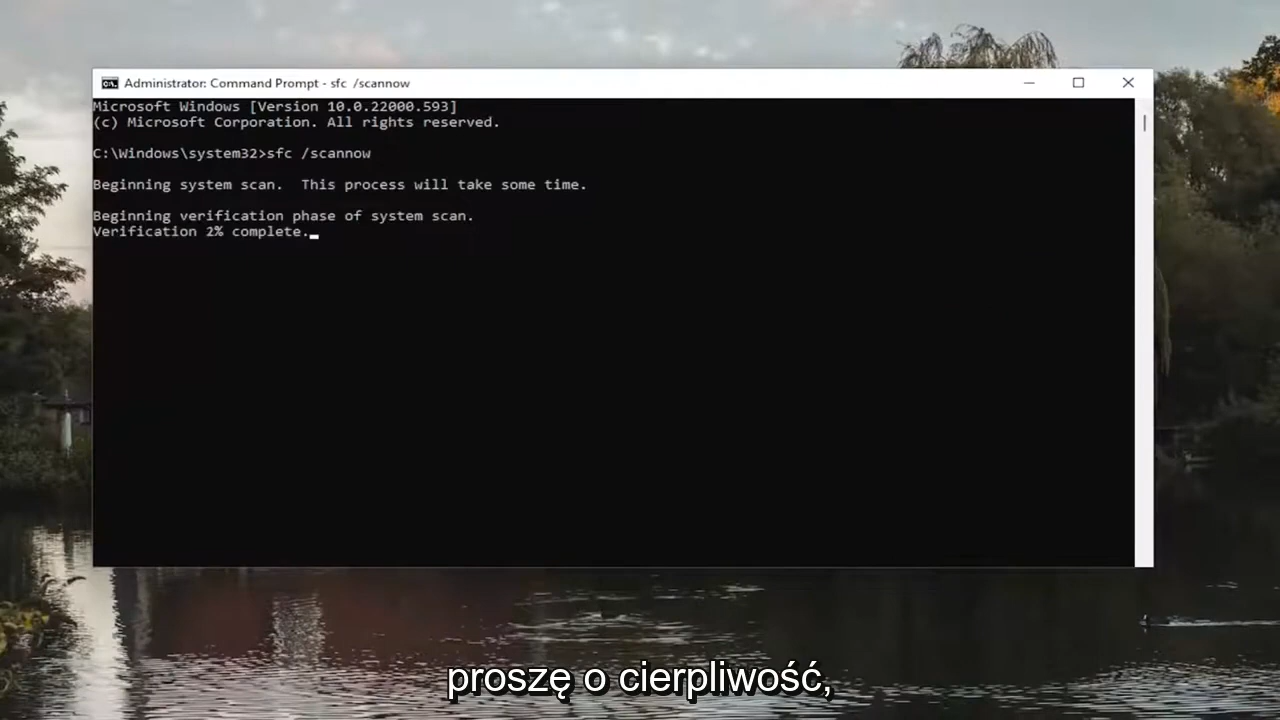 Administrator: Command Prompt - sfc /scannow
Microsoft Windows [Version 10.0.22000.593]
(c) Microsoft Corporation. All rights reserved.
C:\Windows\system32>sfc /scannow
Beginning system scan.  This process will take some time.
Beginning verification phase of system scan.
Verification 2% complete.
proszę o cierpliwość,